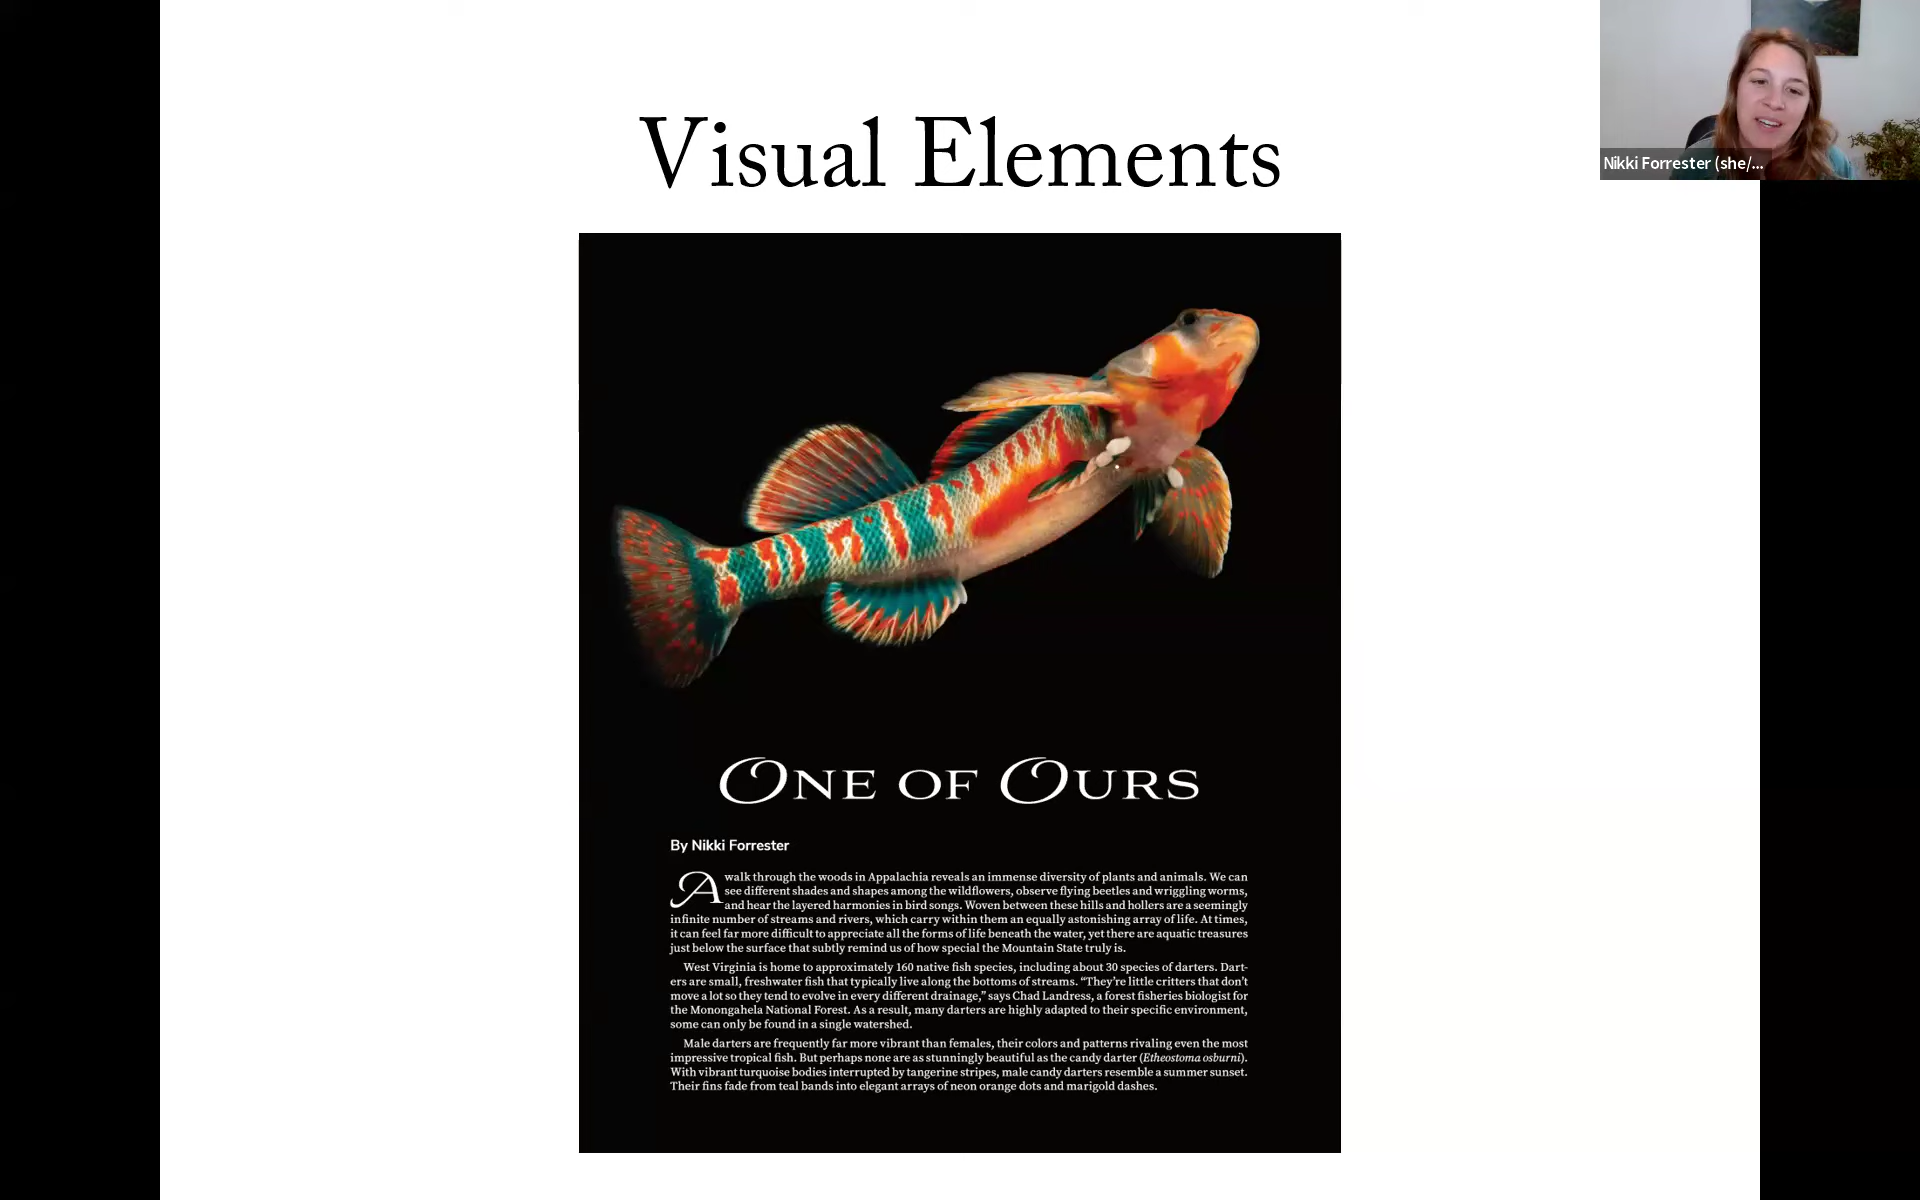 Visual Elements
Nikki Forrester (she/...
ONE OF OURS
By Nikki Forrester
A walk through the woods in Appalachia reveals an immense diversity of plants and animals. We can
see different shades and shapes among the wildflowers, observe flying beetles and wriggling worms,
and hear the layered harmonies in bird songs. Woven between these hills and hollers are a seemingly
infinite number of streams and rivers, which carry within them an equally astonishing array of life. At times,
it can feel far more difficult to appreciate all the forms of life beneath the water, yet there are aquatic treasures
just below the surface that subtly remind us of how special the Mountain State truly is.
West Virginia is home to approximately 160 native fish species, including about 30 species of darters. Dart-
ers are small, freshwater fish that typically live along the bottoms of streams. “They’re little critters that don’t
move a lot so they tend to evolve in every different drainage,” says Chad Landress, a forest fisheries biologist for
the Monongahela National Forest. As a result, many darters are highly adapted to their specific environment,
some can only be found in a single watershed.
Male darters are frequently far more vibrant than females, their colors and patterns rivaling even the most
impressive tropical fish. But perhaps none are as stunningly beautiful as the candy darter (Etheostoma osburni).
With vibrant turquoise bodies interrupted by tangerine stripes, male candy darters resemble a summer sunset.
Their fins fade from teal bands into elegant arrays of neon orange dots and marigold dashes.